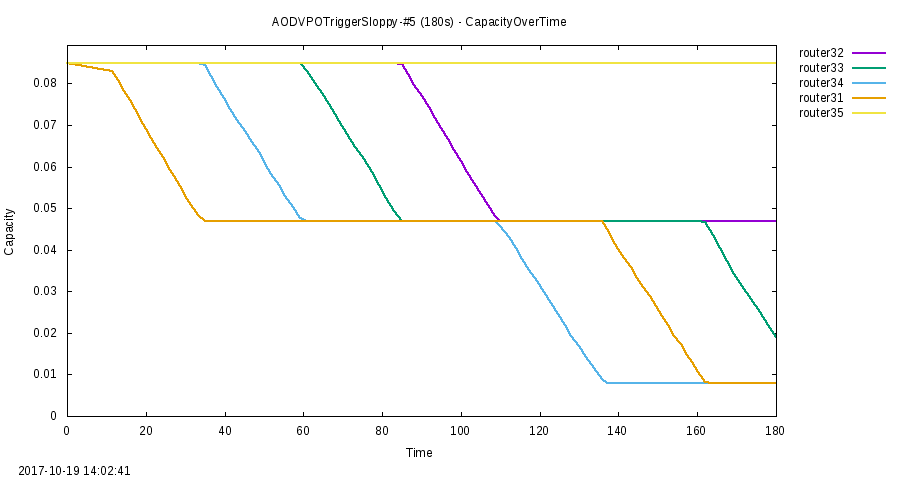 AODVPOTriggerSloppy-#5 (180s) - CapacityOverTime
router32
router33
router34
router31
router35
0.08
0.07
0.06
0.05
0.04
0.03
0.02
0.01
0
Capacity
0 20 40 60 80 100 120 140 160 180
Time
2017-10-19 14:02:41